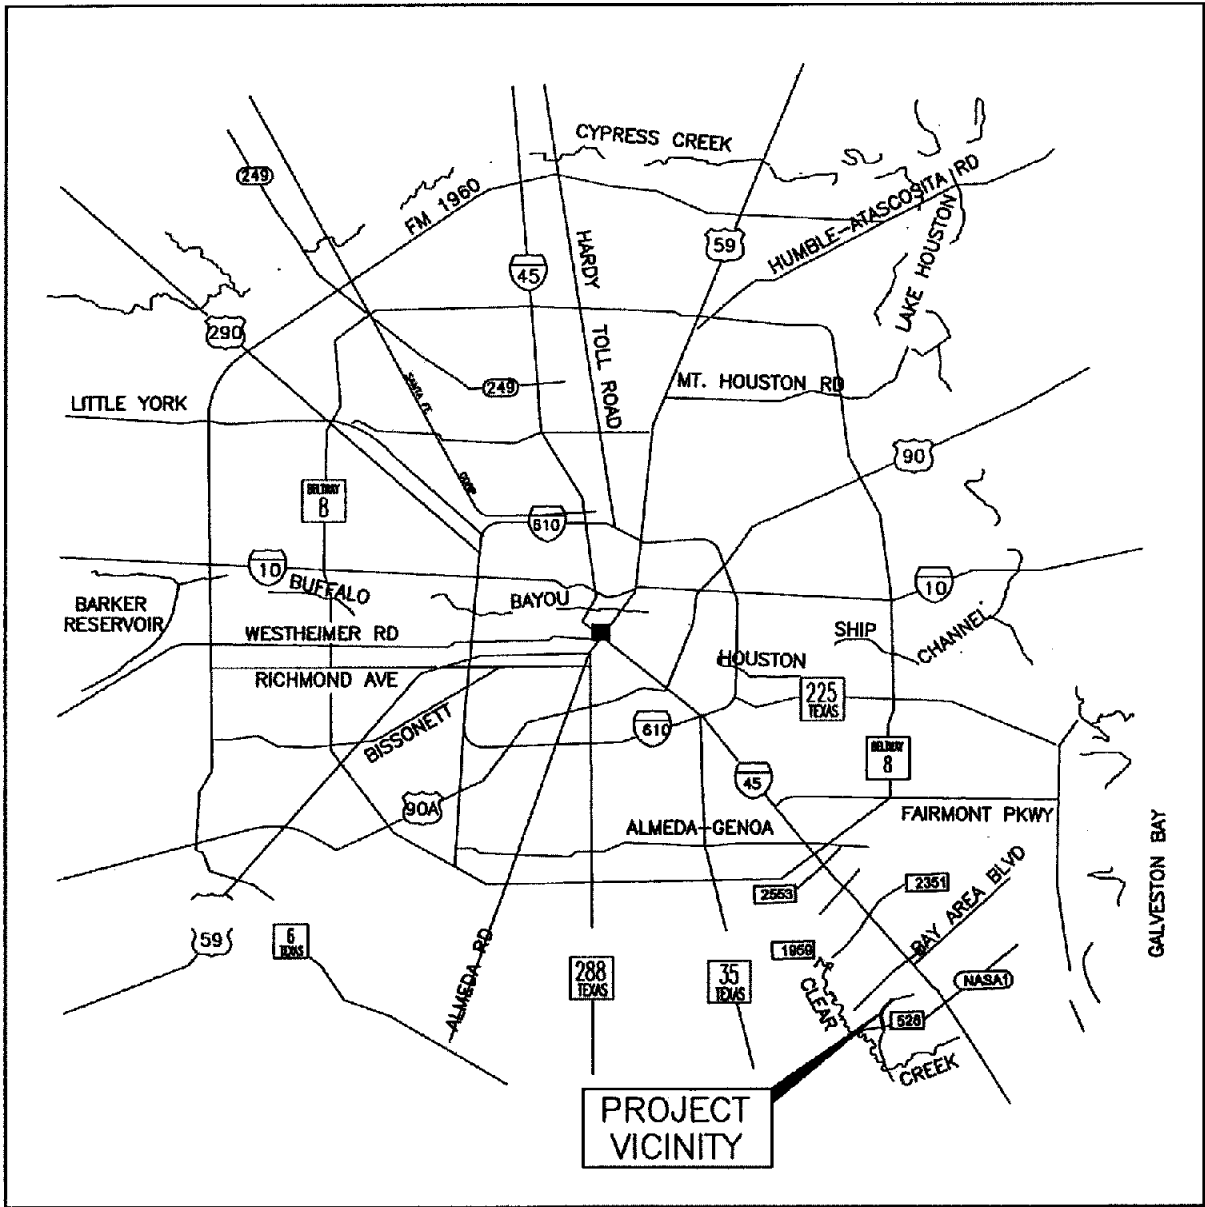 CYPRESS CREEK
249
FM 1960
HUMBLE-ATASCOSITA RD
59
HARDY
45
LAKE HOUSTON
290
TOLL ROAD
SANTA FE
249
MT. HOUSTON RD
LITTLE YORK
90
BELTWAY
8
610
10
BUFFALO
10
BARKER
RESERVOIR
BAYOU
WESTHEIMER RD
SHIP
CHANNEL
HOUSTON
RICHMOND AVE
225
TEXAS
BISSONETT
610
BELTWAY
8
45
90A
FAIRMONT PKWY
ALMEDA-GENOA
GALVESTON BAY
2553
2351
BAY AREA BLVD
59
6
TEXAS
ALMEDA RD
1959
288
TEXAS
35
TEXAS
NASA1
CLEAR
528
CREEK
PROJECT
VICINITY